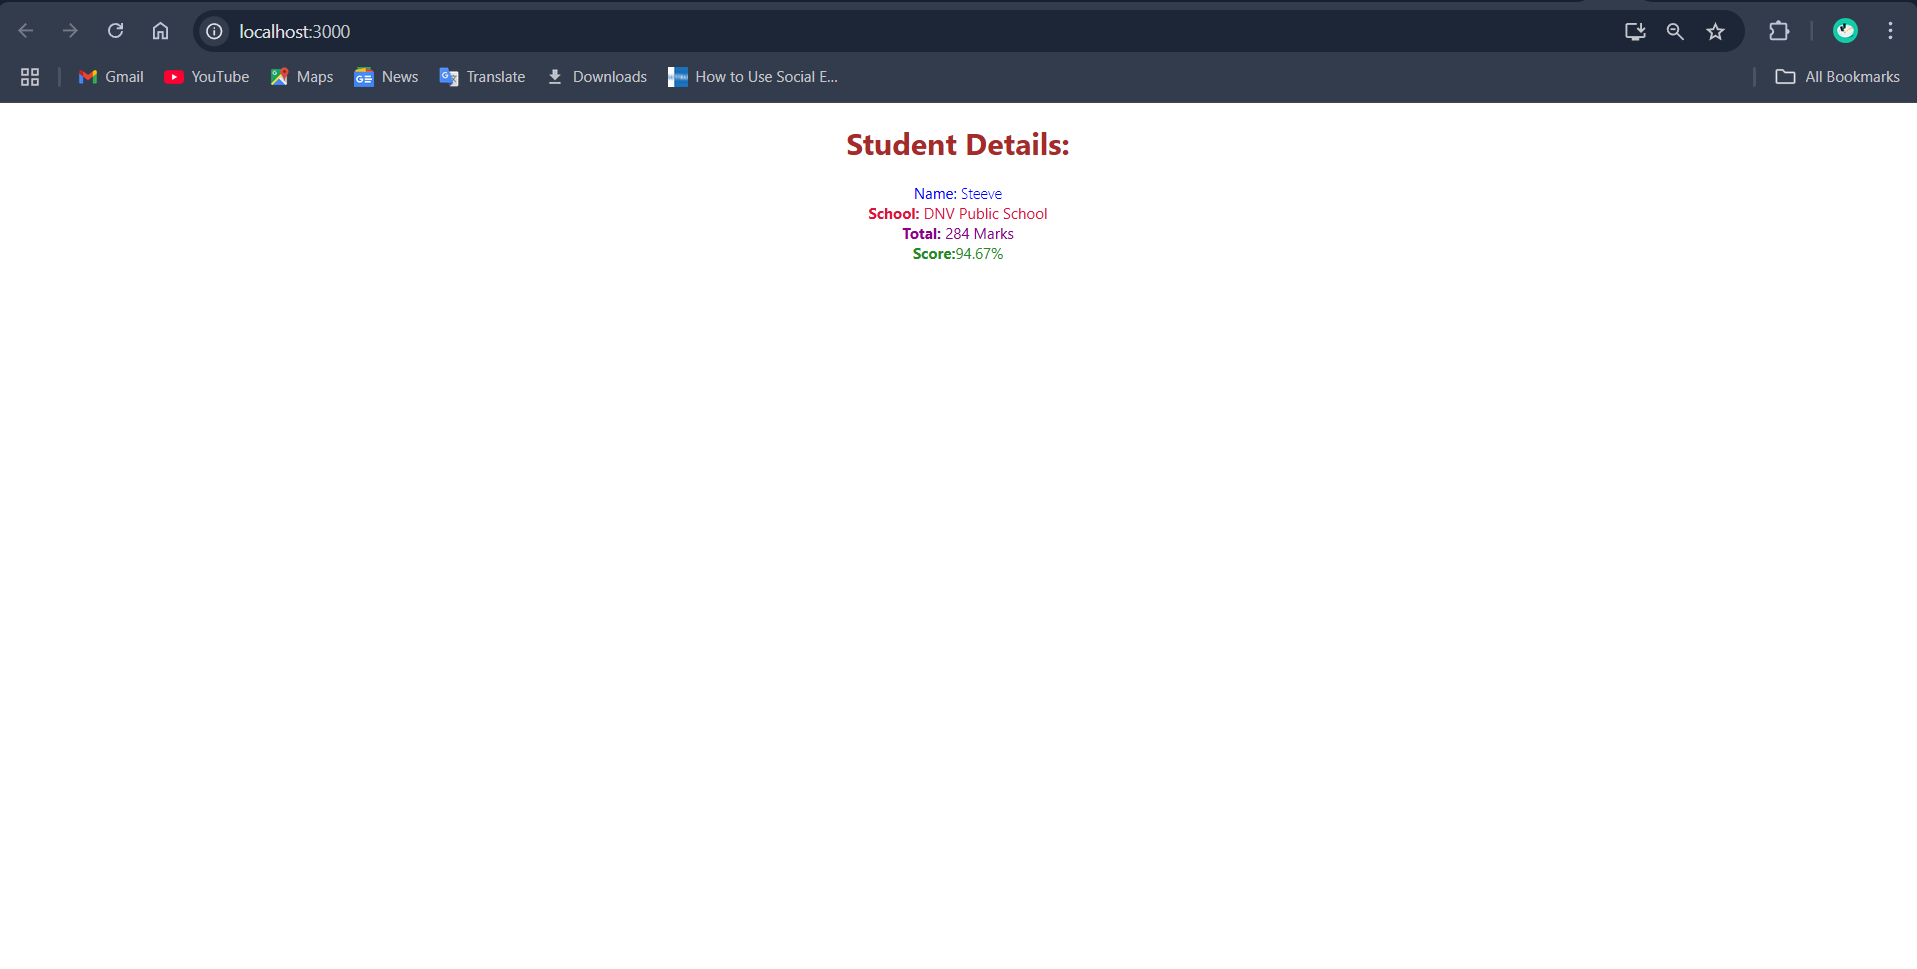 localhost:3000
Gmail YouTube Maps News Translate Downloads How to Use Social E... All Bookmarks
Student Details:
Name: Steeve
School: DNV Public School
Total: 284 Marks
Score:94.67%